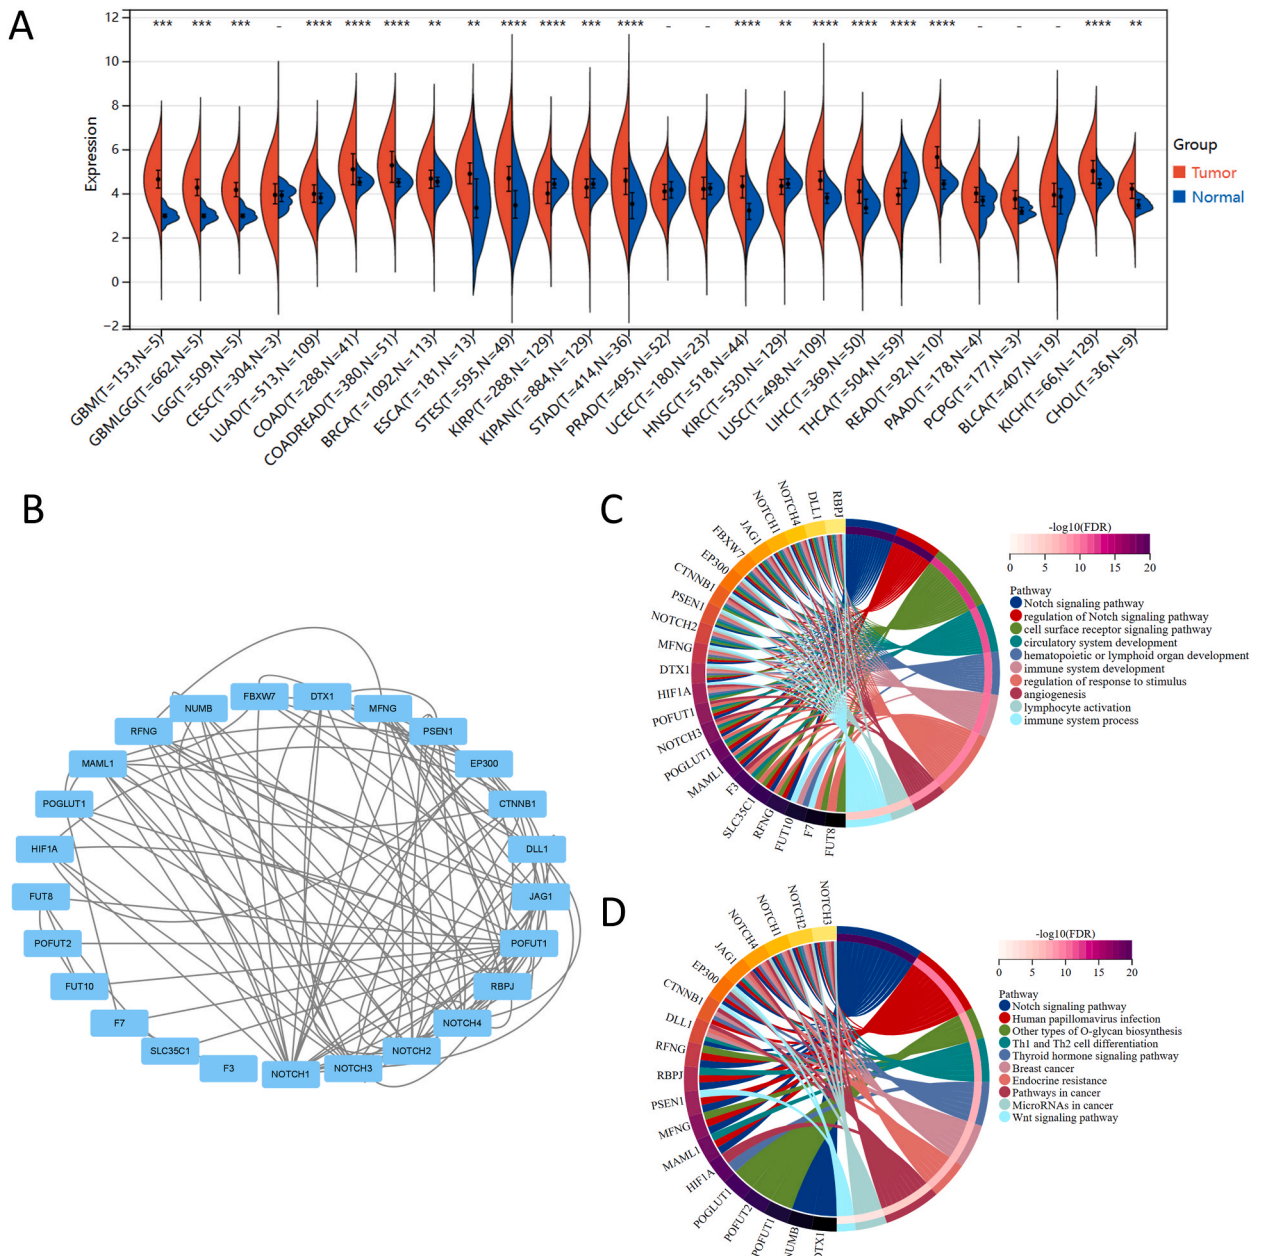 A
12
10
8
6
4
2
0
−2
Expression
*** *** *** - **** **** **** ** ** **** **** *** **** - - **** ** **** **** **** **** - - - **** **
Group
Tumor
Normal
GBM(T=153,N=5)
GBMLGG(T=662,N=5)
LGG(T=509,N=5)
CESC(T=304,N=3)
LUAD(T=513,N=109)
COAD(T=288,N=41)
COADREAD(T=380,N=51)
BRCA(T=1092,N=113)
ESCA(T=181,N=13)
STES(T=595,N=49)
KIRP(T=288,N=129)
KIPAN(T=884,N=129)
STAD(T=414,N=36)
PRAD(T=495,N=52)
UCEC(T=180,N=23)
HNSC(T=518,N=44)
KIRC(T=530,N=129)
LUSC(T=498,N=109)
LIHC(T=369,N=50)
THCA(T=504,N=59)
READ(T=92,N=10)
PAAD(T=178,N=4)
PCPG(T=177,N=3)
BLCA(T=407,N=19)
KICH(T=66,N=129)
CHOL(T=36,N=9)
B
FBXW7
DTX1
NUMB
MFNG
RFNG
PSEN1
MAML1
EP300
POGLUT1
CTNNB1
HIF1A
DLL1
FUT8
JAG1
POFUT2
POFUT1
FUT10
RBPJ
F7
NOTCH4
SLC35C1
NOTCH2
F3
NOTCH1
NOTCH3
C
RBPJ
DLL1
NOTCH4
NOTCH1
JAG1
FBXW7
EP300
CTNNB1
PSEN1
NOTCH2
MFNG
DTX1
HIF1A
POFUT1
NOTCH3
POGLUT1
MAML1
F3
SLC35C1
RFNG
FUT10
F7
FUT8
-log10(FDR)
0 5 10 15 20
Pathway
Notch signaling pathway
regulation of Notch signaling pathway
cell surface receptor signaling pathway
circulatory system development
hematopoietic or lymphoid organ development
immune system development
regulation of response to stimulus
angiogenesis
lymphocyte activation
immune system process
D
NOTCH3
NOTCH2
NOTCH1
NOTCH4
JAG1
EP300
CTNNB1
DLL1
RFNG
RBPJ
PSEN1
MFNG
MAML1
HIF1A
POGLUT1
POFUT2
POFUT1
NUMB
DTX1
-log10(FDR)
0 5 10 15 20
Pathway
Notch signaling pathway
Human papillomavirus infection
Other types of O-glycan biosynthesis
Th1 and Th2 cell differentiation
Thyroid hormone signaling pathway
Breast cancer
Endocrine resistance
Pathways in cancer
MicroRNAs in cancer
Wnt signaling pathway